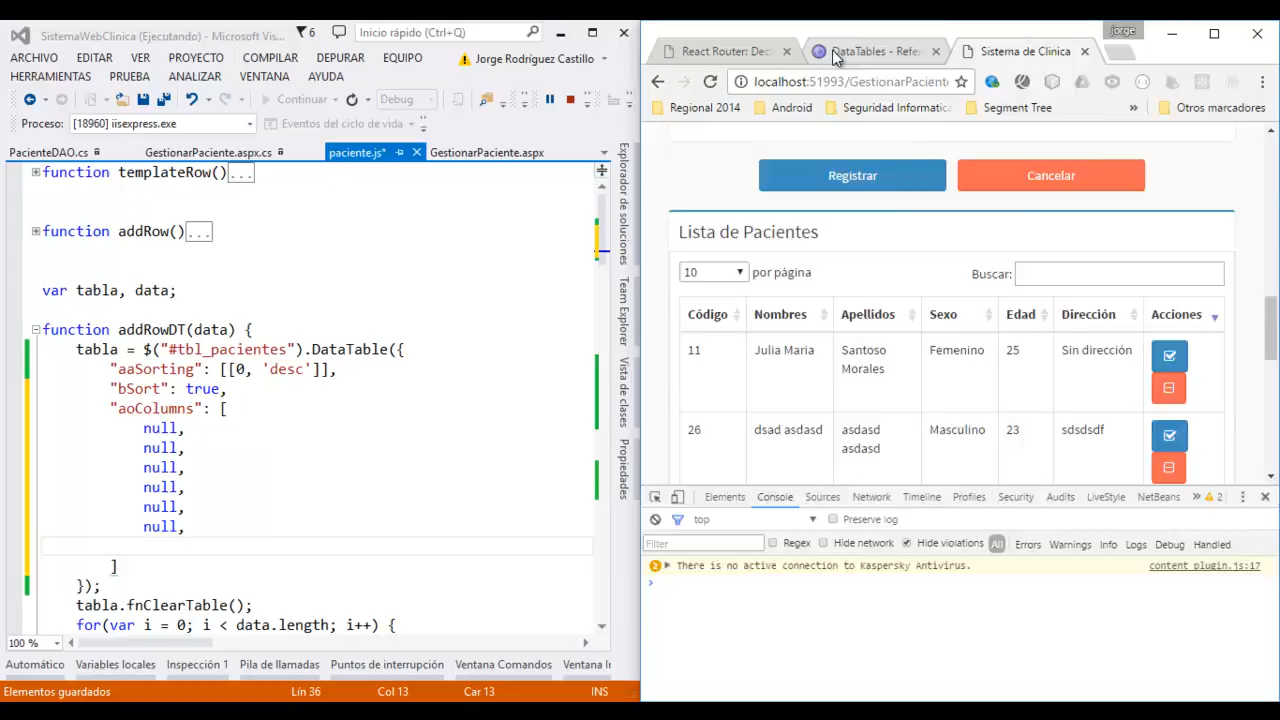 SistemaWebClinica (Ejecutando) - Microsoft Vis...
6
Inicio rápido (Ctrl+Q)
ARCHIVO EDITAR VER PROYECTO COMPILAR DEPURAR EQUIPO
Jorge Rodríguez Castillo
HERRAMIENTAS PRUEBA ANALIZAR VENTANA AYUDA
Continuar
Debug
Proceso: [18960] iisexpress.exe
Eventos del ciclo de vida
PacienteDAO.cs
GestionarPaciente.aspx.cs
paciente.js*
GestionarPaciente.aspx
function templateRow()...
function addRow()...
var tabla, data;
function addRowDT(data) {
tabla = $("#tbl_pacientes").DataTable({
"aaSorting": [[0, 'desc']],
"bSort": true,
"aoColumns": [
null,
null,
null,
null,
null,
null,
]
});
tabla.fnClearTable();
for(var i = 0; i < data.length; i++) {
100 %
Explorador de soluciones
Team Explorer
Vista de clases
Propiedades
Automático Variables locales Inspección 1 Pila de llamadas Puntos de interrupción Ventana Comandos Ventana In
Elementos guardados Lín 36 Col 13 Car 13 INS
jorge
React Router: Decl
DataTables - Refer
Sistema de Clinica
localhost:51993/GestionarPaciente
Regional 2014 Android Seguridad Informatica Segment Tree » Otros marcadores
Registrar
Cancelar
Lista de Pacientes
10 por página
Buscar:
Código Nombres Apellidos Sexo Edad Dirección Acciones
11 Julia Maria Santoso Femenino 25 Sin dirección
Morales
26 dsad asdasd asdasd Masculino 23 sdsdsdf
asdasd
Elements Console Sources Network Timeline Profiles Security Audits LiveStyle NetBeans » 2
top
Preserve log
Filter
Regex
Hide network
Hide violations
All Errors Warnings Info Logs Debug Handled
2 There is no active connection to Kaspersky Antivirus. content plugin.js:17